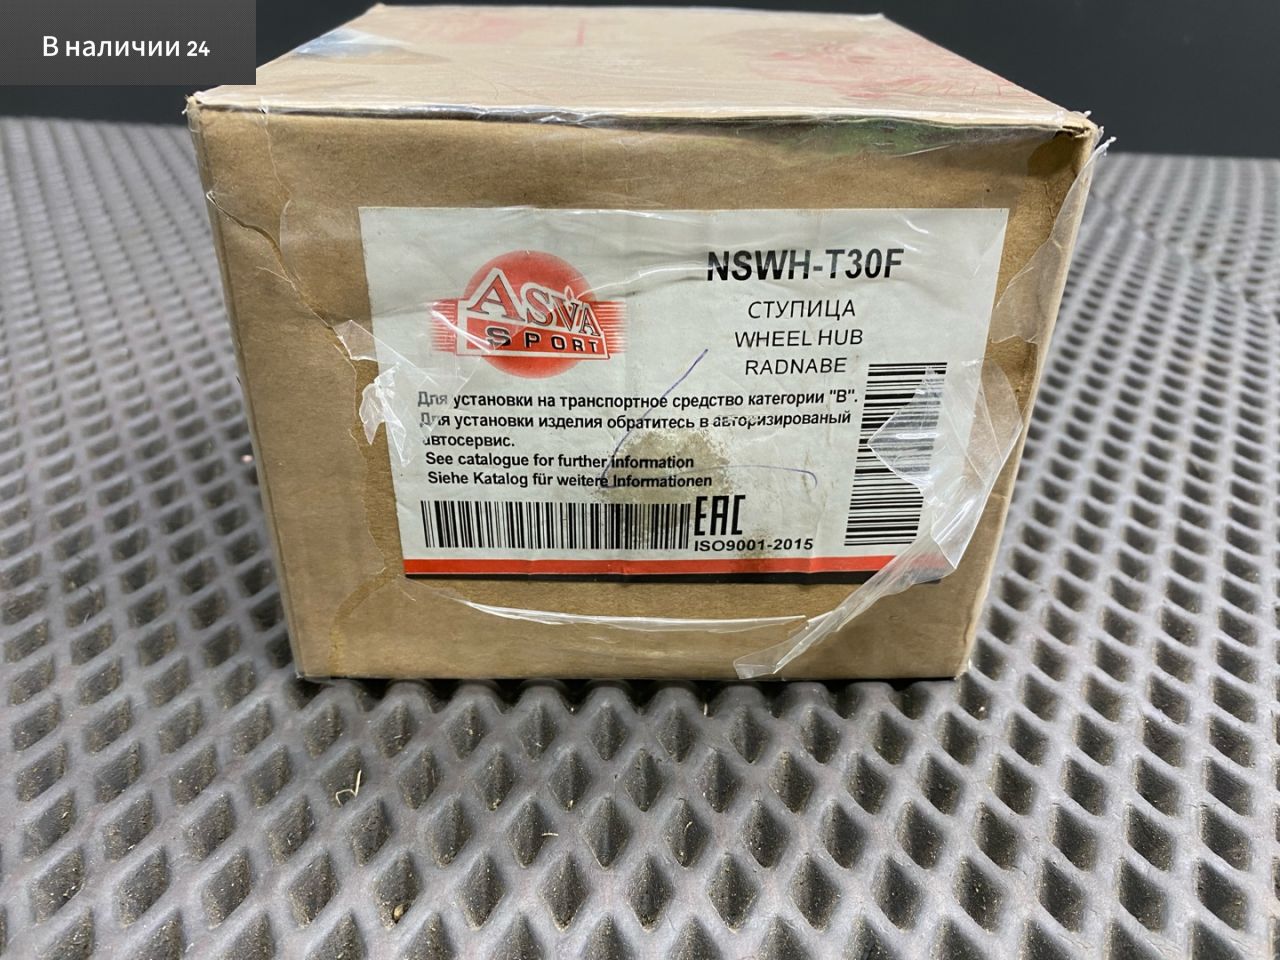 В наличии 24
ASVA
SPORT
NSWH-T30F
СТУПИЦА
WHEEL HUB
RADNABE
Для установки на транспортное средство категории "В".
Для установки изделия обратитесь в авторизированый
автосервис.
See catalogue for further information
Siehe Katalog für weitere Informationen
EAC
ISO9001-2015